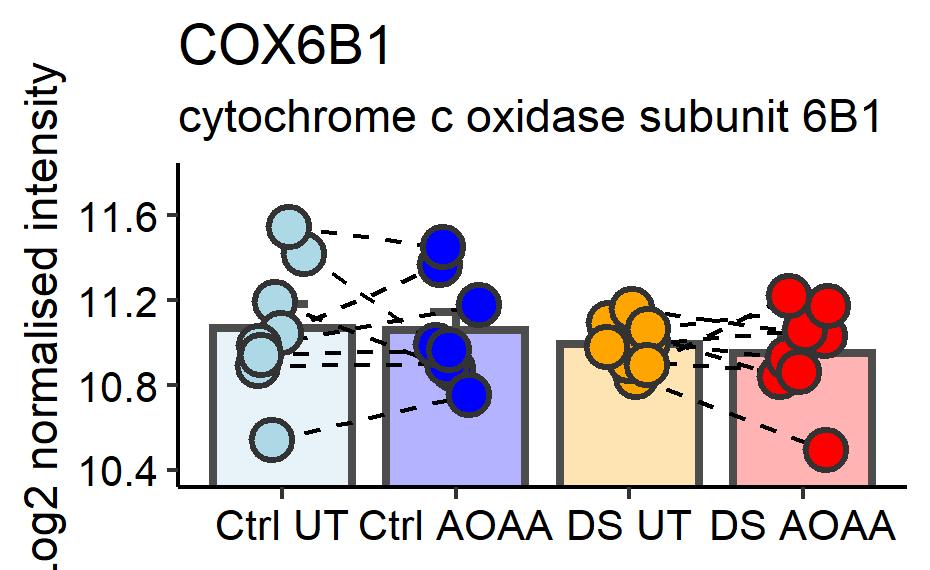 COX6B1
cytochrome c oxidase subunit 6B1
Log2 normalised intensity
11.6
11.2
10.8
10.4
Ctrl UT Ctrl AOAA DS UT DS AOAA